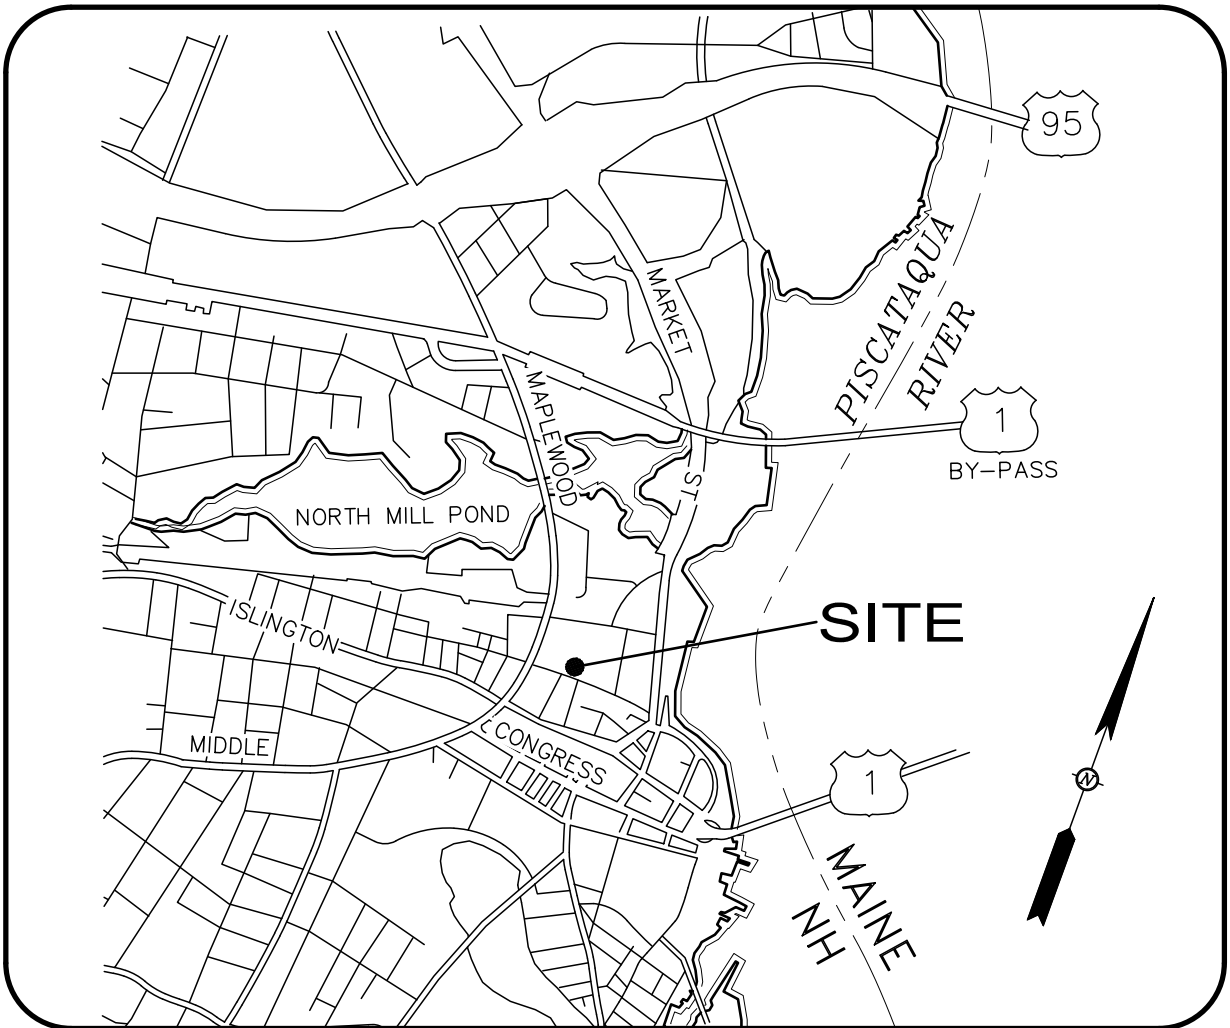 95
PISCATAQUA
RIVER
MARKET
ST
MAPLEWOOD
1
BY-PASS
NORTH MILL POND
ISLINGTON
SITE
MIDDLE
CONGRESS
1
N
MAINE
NH